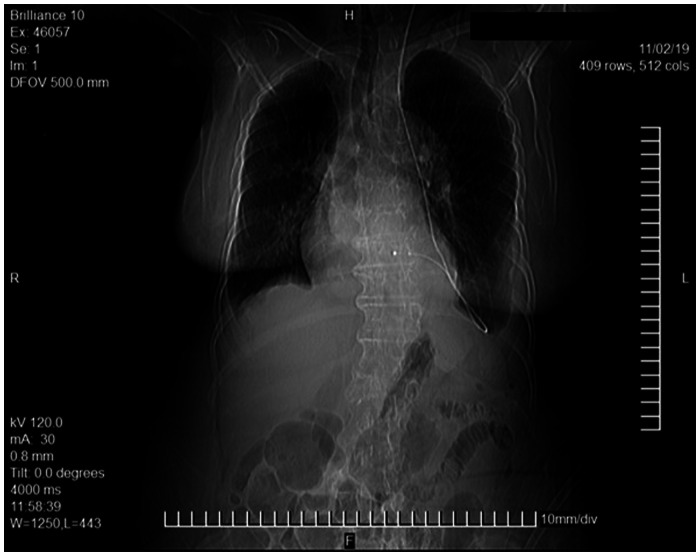 Brilliance 10
Ex: 46057
Se: 1
Im: 1
DFOV 500.0 mm
H
11/02/19
409 rows, 512 cols
R
L
kV 120.0
mA: 30
0.8 mm
Tilt: 0.0 degrees
4000 ms
11:58:39
W=1250,L=443
10mm/div
F